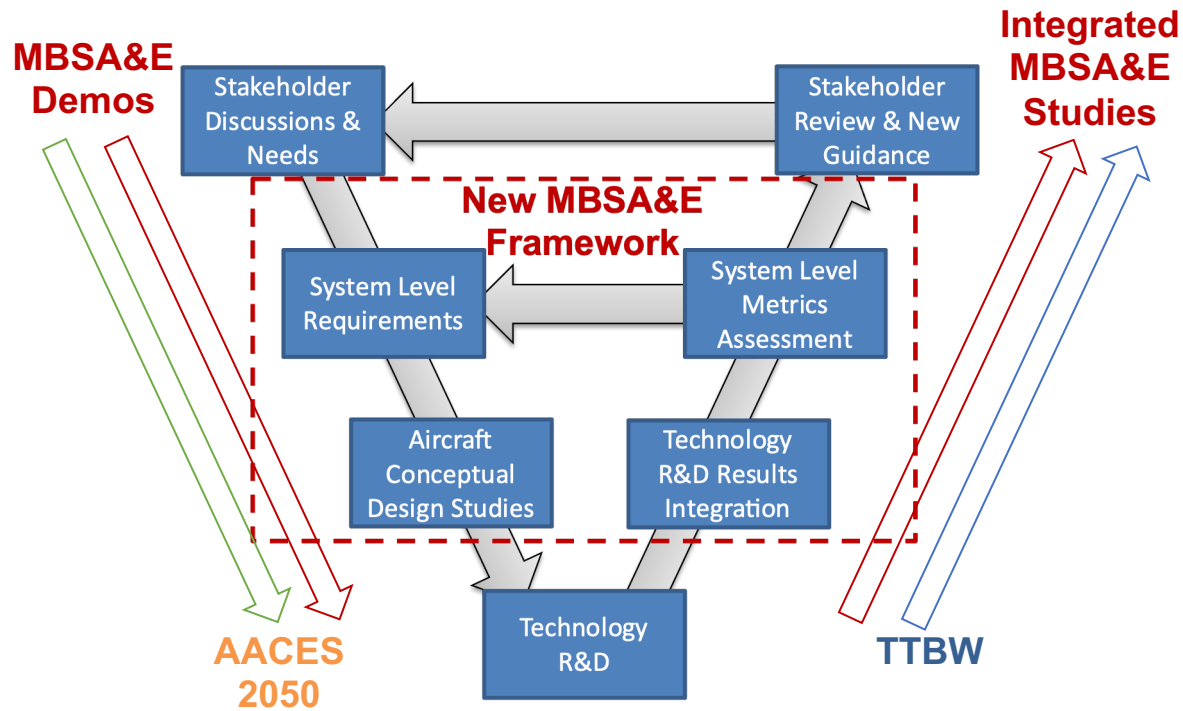 MBSA&E
Demos
Integrated
MBSA&E
Studies
Stakeholder
Discussions &
Needs
Stakeholder
Review & New
Guidance
New MBSA&E
Framework
System Level
Requirements
System Level
Metrics
Assessment
Aircraft
Conceptual
Design Studies
Technology
R&D Results
Integration
Technology
R&D
AACES
2050
TTBW